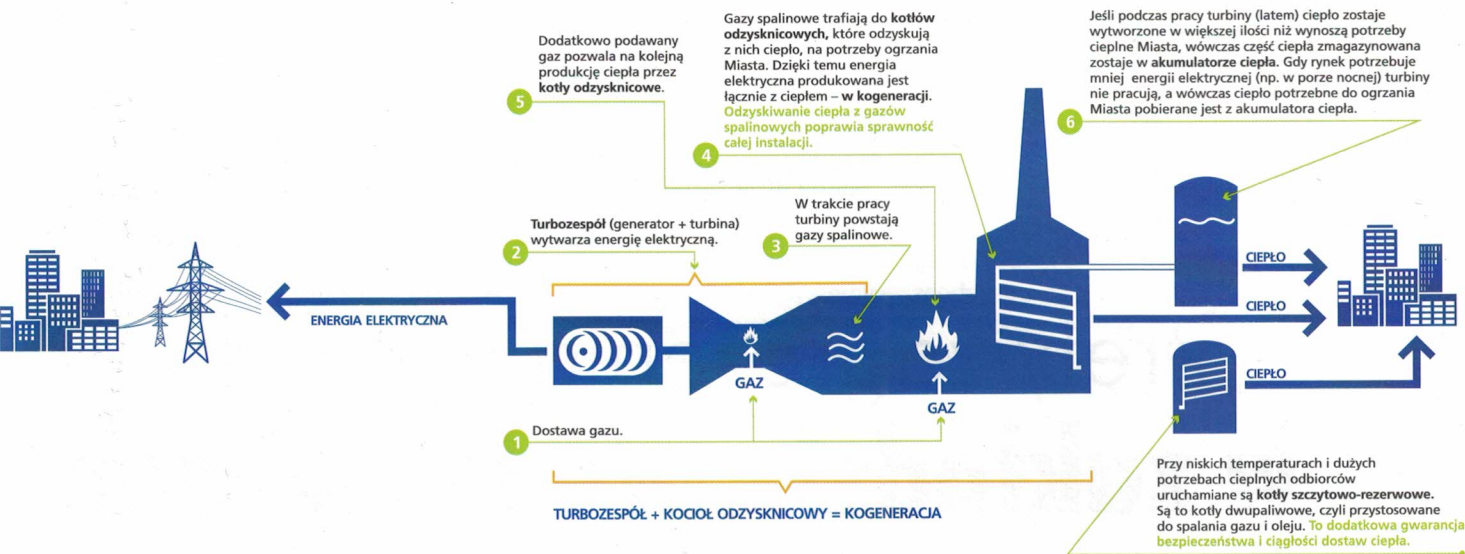 Dodatkowo podawany
gaz pozwala na kolejną
produkcję ciepła przez
kotły odzysknicowe.
5
Gazy spalinowe trafiają do kotłów
odzysknicowych, które odzyskują
z nich ciepło, na potrzeby ogrzania
Miasta. Dzięki temu energia
elektryczna produkowana jest
łącznie z ciepłem – w kogeneracji.
Odzyskiwanie ciepła z gazów
spalinowych poprawia sprawność
całej instalacji.
4
Jeśli podczas pracy turbiny (latem) ciepło zostaje
wytworzone w większej ilości niż wynoszą potrzeby
cieplne Miasta, wówczas część ciepła zmagazynowana
zostaje w akumulatorze ciepła. Gdy rynek potrzebuje
mniej energii elektrycznej (np. w porze nocnej) turbiny
nie pracują, a wówczas ciepło potrzebne do ogrzania
Miasta pobierane jest z akumulatora ciepła.
6
Turbozespół (generator + turbina)
wytwarza energię elektryczną.
2
W trakcie pracy
turbiny powstają
gazy spalinowe.
3
ENERGIA ELEKTRYCZNA
GAZ
GAZ
CIEPŁO
CIEPŁO
CIEPŁO
1
Dostawa gazu.
TURBOZESPÓŁ + KOCIOŁ ODZYSKNICOWY = KOGENERACJA
Przy niskich temperaturach i dużych
potrzebach cieplnych odbiorców
uruchamiane są kotły szczytowo-rezerwowe.
Są to kotły dwupaliwowe, czyli przystosowane
do spalania gazu i oleju. To dodatkowa gwarancja
bezpieczeństwa i ciągłości dostaw ciepła.